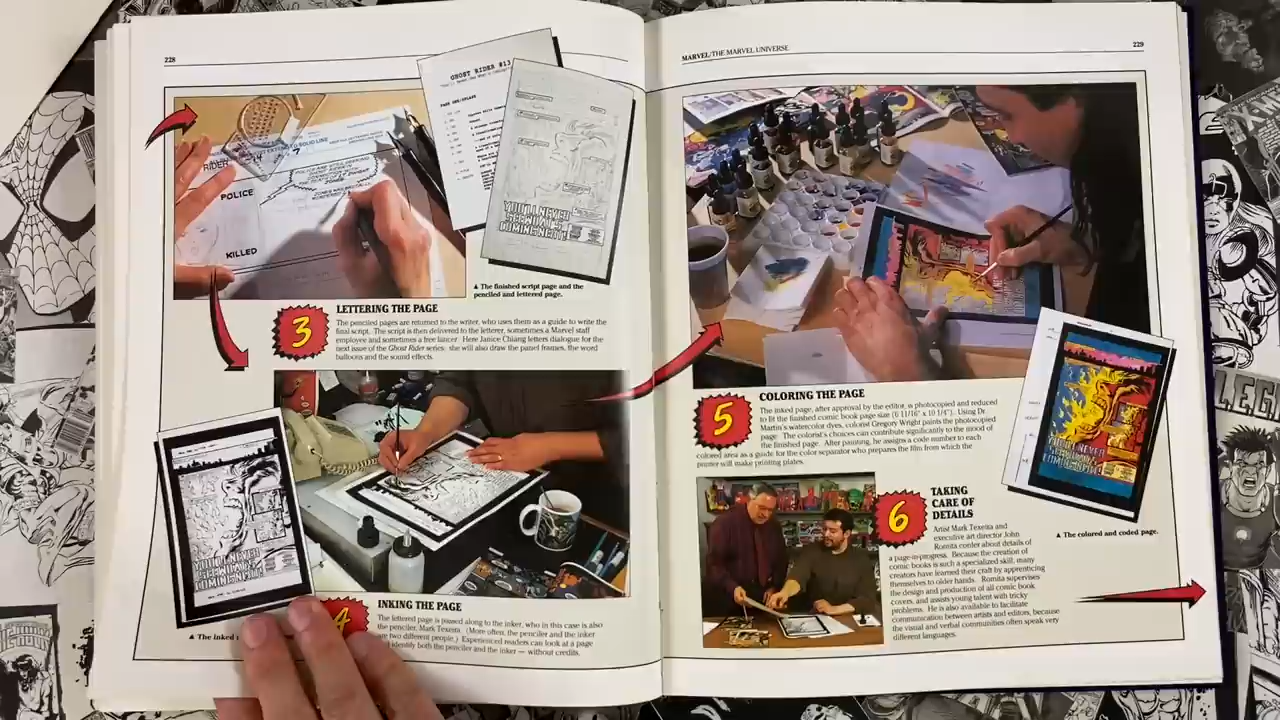 228
GHOST RIDER #13
PAGE ONE/SPLASH
RIDER
POLICE
KILLED
YOU'LL NEVER
SEE WHAT'S
COMING NEXT!
▲ The finished script page and the
penciled and lettered page.
3
LETTERING THE PAGE
The penciled pages are returned to the writer, who uses them as a guide to write the
final script. The script is then delivered to the letterer, sometimes a Marvel staff
employee and sometimes a free lancer. Here Janice Chiang letters dialogue for the
next issue of the Ghost Rider series; she will also draw the panel frames, the word
balloons and the sound effects.
▲ The inked
4
INKING THE PAGE
The lettered page is passed along to the inker, who in this case is also
the penciler, Mark Texeira. (More often, the penciler and the inker
are two different people.) Experienced readers can look at a page
identify both the penciler and the inker — without credits.
MARVEL/THE MARVEL UNIVERSE
229
5
COLORING THE PAGE
The inked page, after approval by the editor, is photocopied and reduced
to fit the finished comic book page size (6 11/16" x 10 1/4"). Using Dr.
Martin's watercolor dyes, colorist Gregory Wright paints the photocopied
page. The colorist's choices can contribute significantly to the mood of
the finished page. After painting, he assigns a code number to each
colored area as a guide for the color separator who prepares the film from which the
printer will make printing plates.
▲ The colored and coded page.
6
TAKING
CARE OF
DETAILS
Artist Mark Texeira and
executive art director John
Romita confer about details of
a page-in-progress. Because the creation of
comic books is such a specialized skill, many
creators have learned their craft by apprenticing
themselves to older hands. Romita supervises
the design and production of all comic book
covers, and assists young talent with tricky
problems. He is also available to facilitate
communication between artists and editors, because
the visual and verbal communities often speak very
different languages.